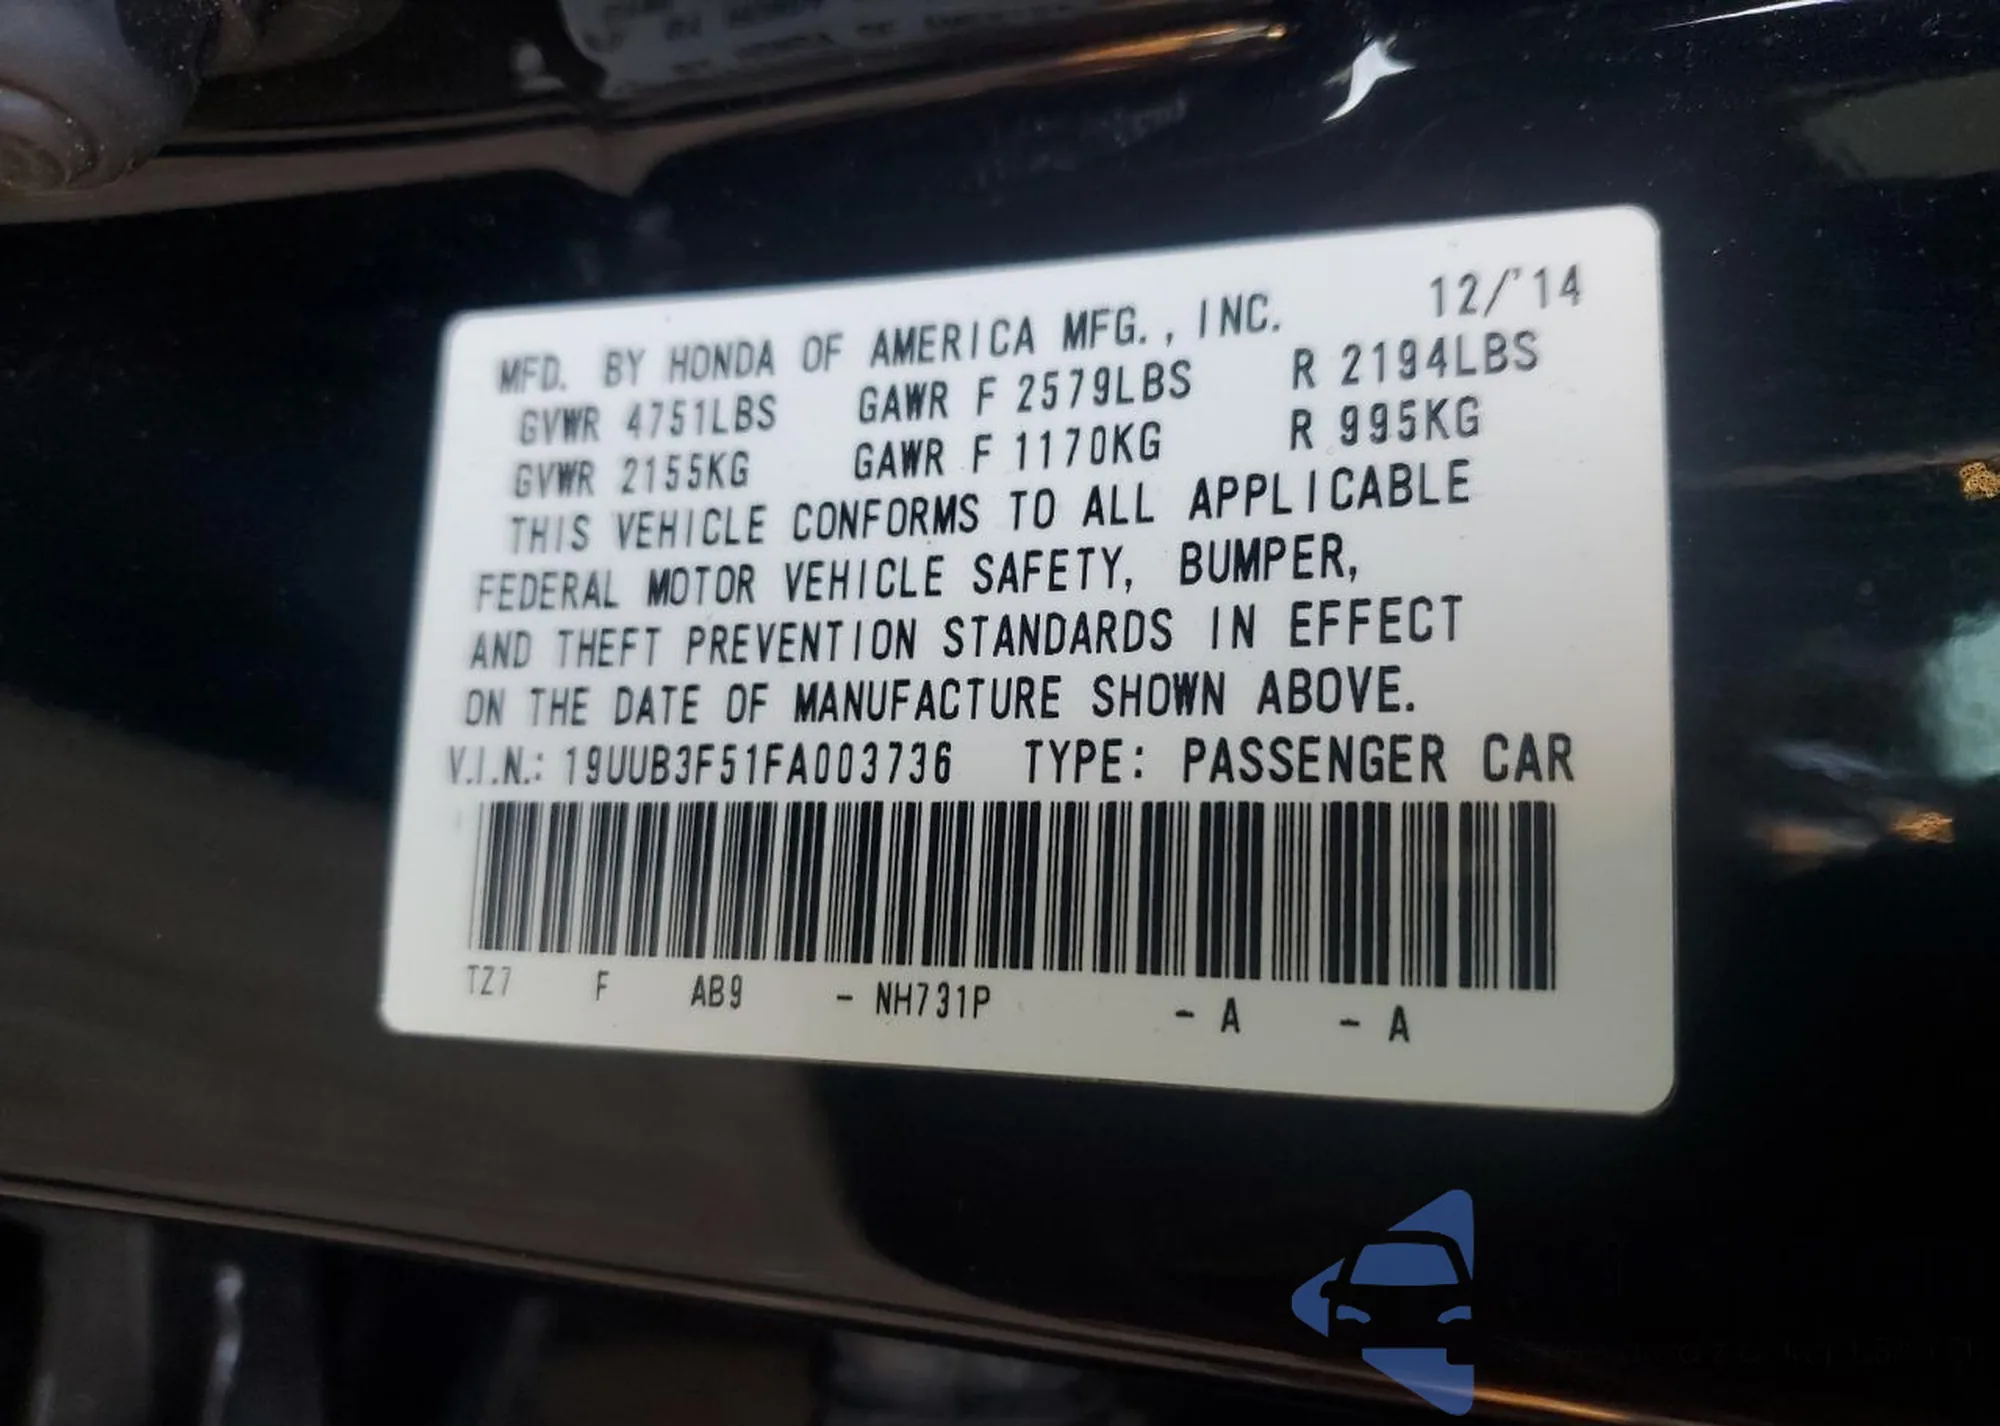 MFD. BY HONDA OF AMERICA MFG., INC. 12/'14
GVWR 4751LBS GAWR F 2579LBS R 2194LBS
GVWR 2155KG GAWR F 1170KG R 995KG
THIS VEHICLE CONFORMS TO ALL APPLICABLE
FEDERAL MOTOR VEHICLE SAFETY, BUMPER,
AND THEFT PREVENTION STANDARDS IN EFFECT
ON THE DATE OF MANUFACTURE SHOWN ABOVE.
V.I.N.: 19UUB3F51FA003736 TYPE: PASSENGER CAR
TZ7 F AB9 - NH731P - A - A